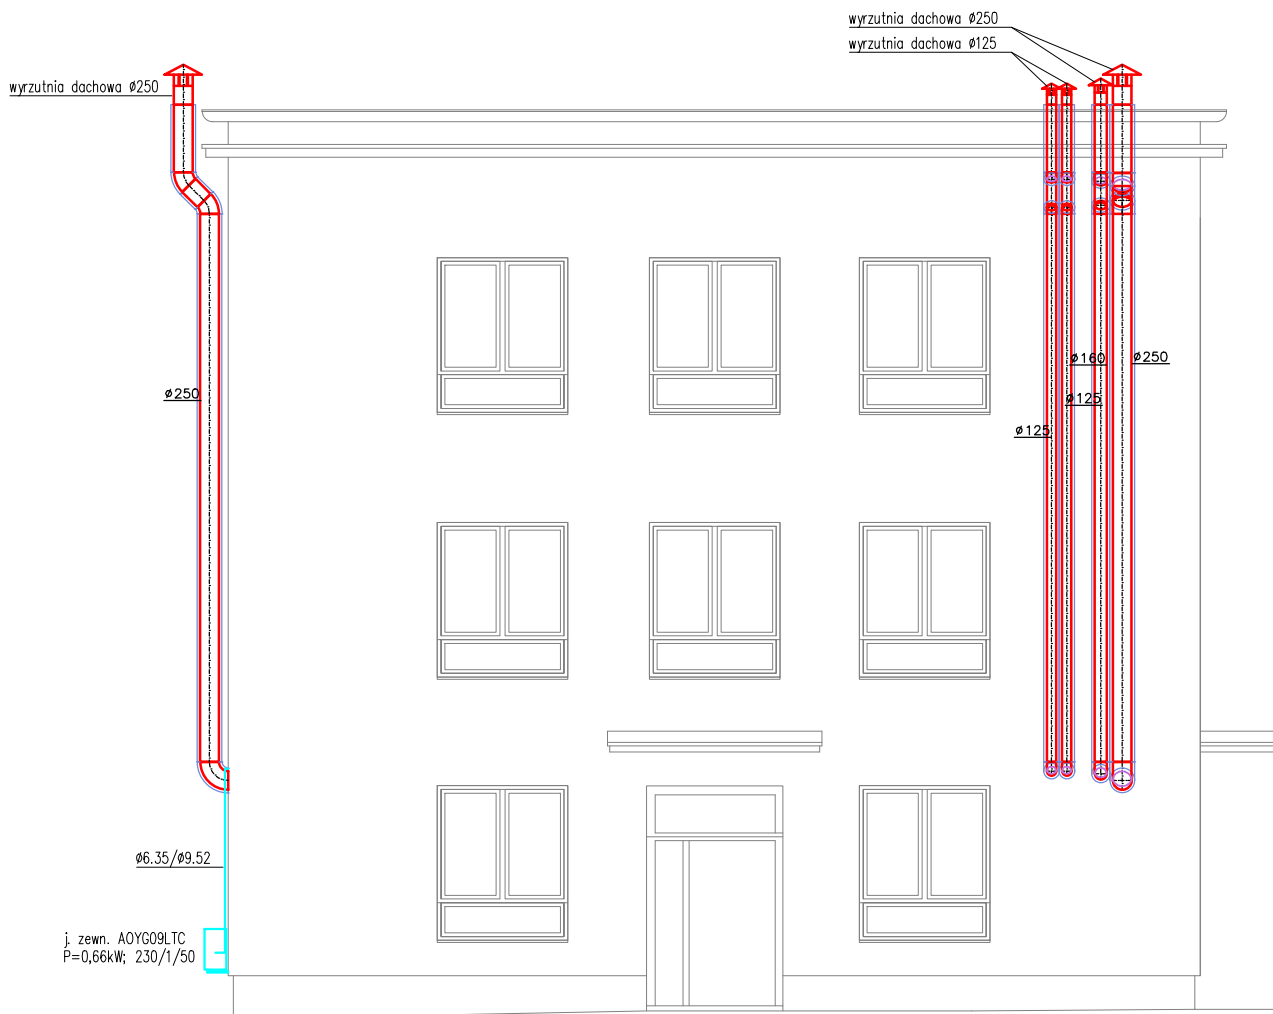 wyrzutnia dachowa ø250
wyrzutnia dachowa ø125
wyrzutnia dachowa ø250
ø160
ø250
ø250
ø125
ø125
ø6.35/ø9.52
j. zewn. AOYG09LTC
P=0,66kW; 230/1/50